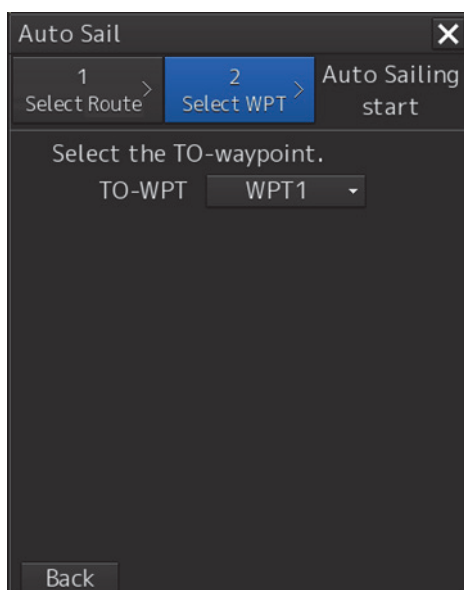 Auto Sail
1
Select Route
2
Select WPT
Auto Sailing
start
Select the TO-waypoint.
TO-WPT WPT1
Back